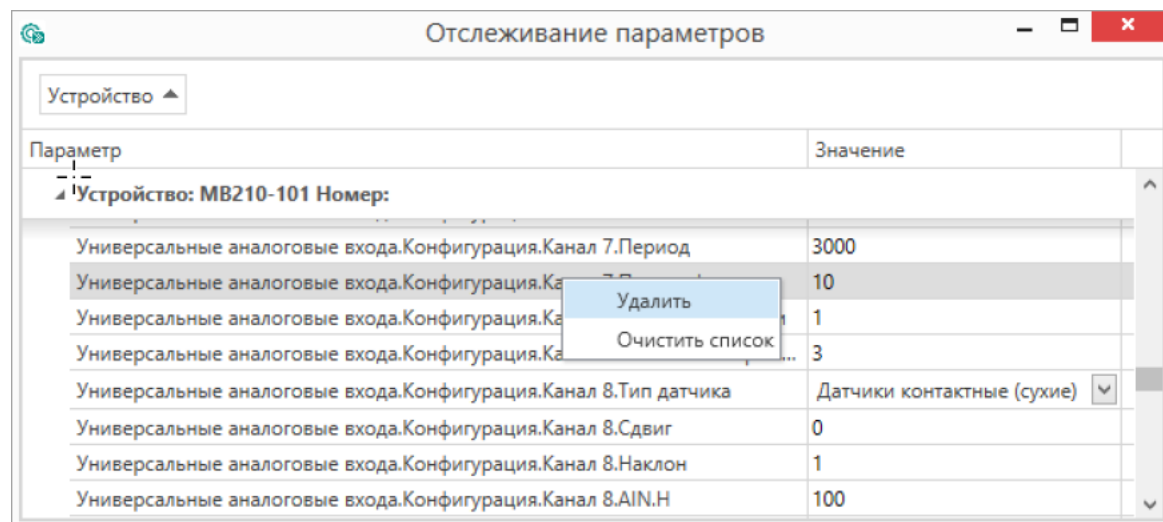 Отслеживание параметров
Устройство
Параметр Значение
Устройство: МВ210-101 Номер:
Универсальные аналоговые входа.Конфигурация.Канал 7.Период 3000
Универсальные аналоговые входа.Конфигурация. 10
Удалить
Универсальные аналоговые входа.Конфигурация. 1
Очистить список
Универсальные аналоговые входа.Конфигурация. ... 3
Универсальные аналоговые входа.Конфигурация.Канал 8.Тип датчика Датчики контактные (сухие)
Универсальные аналоговые входа.Конфигурация.Канал 8.Сдвиг 0
Универсальные аналоговые входа.Конфигурация.Канал 8.Наклон 1
Универсальные аналоговые входа.Конфигурация.Канал 8.AIN.H 100